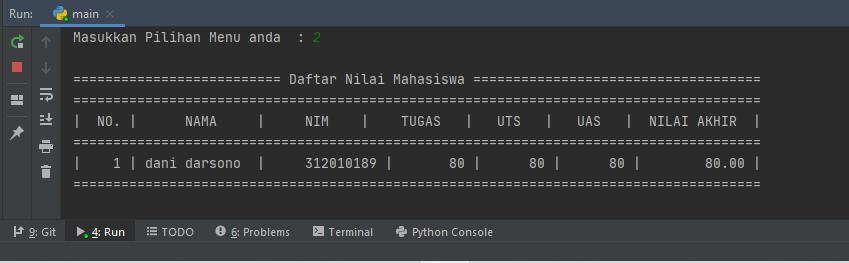 Run: main ×
Masukkan Pilihan Menu anda  : 2
========================== Daftar Nilai Mahasiswa ====================================
======================================================================================
|  NO. |      NAMA     |     NIM    |    TUGAS   |   UTS   |   UAS   |  NILAI AKHIR  |
======================================================================================
|    1 | dani darsono  |     312010189 |       80 |      80 |      80 |         80.00 |
======================================================================================
9: Git 4: Run TODO 6: Problems Terminal Python Console